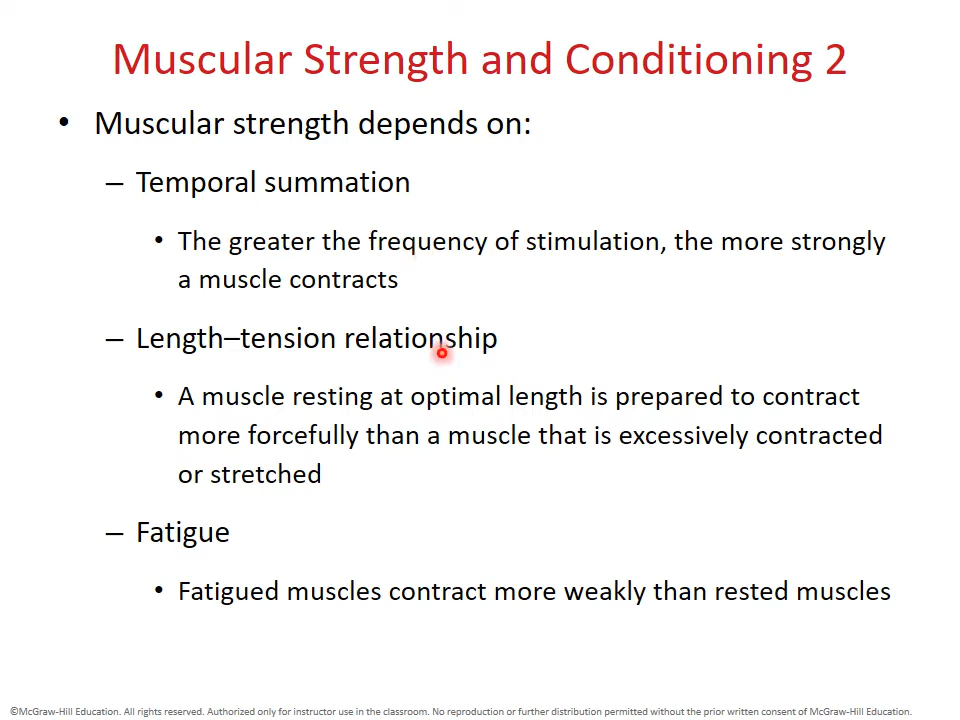 Muscular Strength and Conditioning 2
• Muscular strength depends on:
– Temporal summation
• The greater the frequency of stimulation, the more strongly
a muscle contracts
– Length–tension relationship
• A muscle resting at optimal length is prepared to contract
more forcefully than a muscle that is excessively contracted
or stretched
– Fatigue
• Fatigued muscles contract more weakly than rested muscles
©McGraw-Hill Education. All rights reserved. Authorized only for instructor use in the classroom. No reproduction or further distribution permitted without the prior written consent of McGraw-Hill Education.